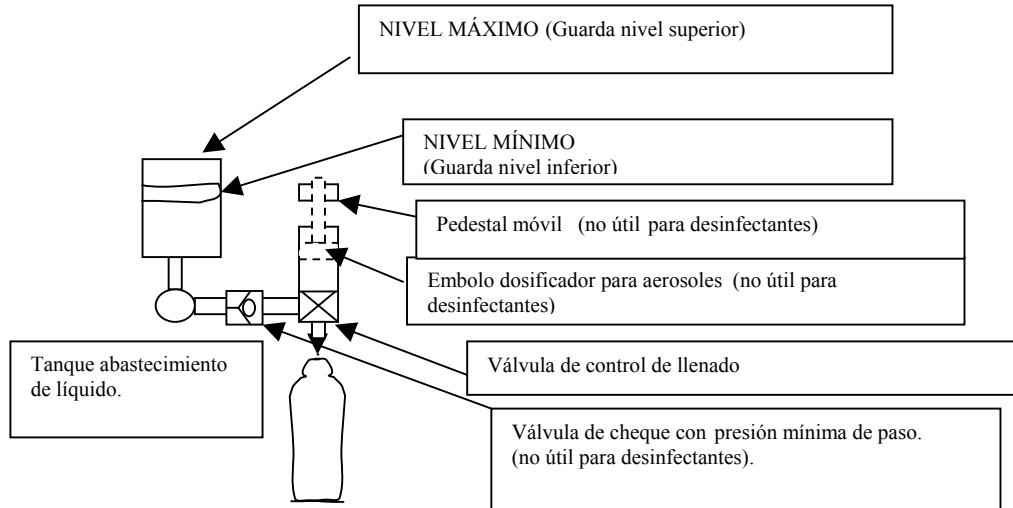 NIVEL MÁXIMO (Guarda nivel superior)
NIVEL MÍNIMO
(Guarda nivel inferior)
Pedestal móvil (no útil para desinfectantes)
Embolo dosificador para aerosoles (no útil para
desinfectantes)
Tanque abastecimiento
de líquido.
Válvula de control de llenado
Válvula de cheque con presión mínima de paso.
(no útil para desinfectantes).